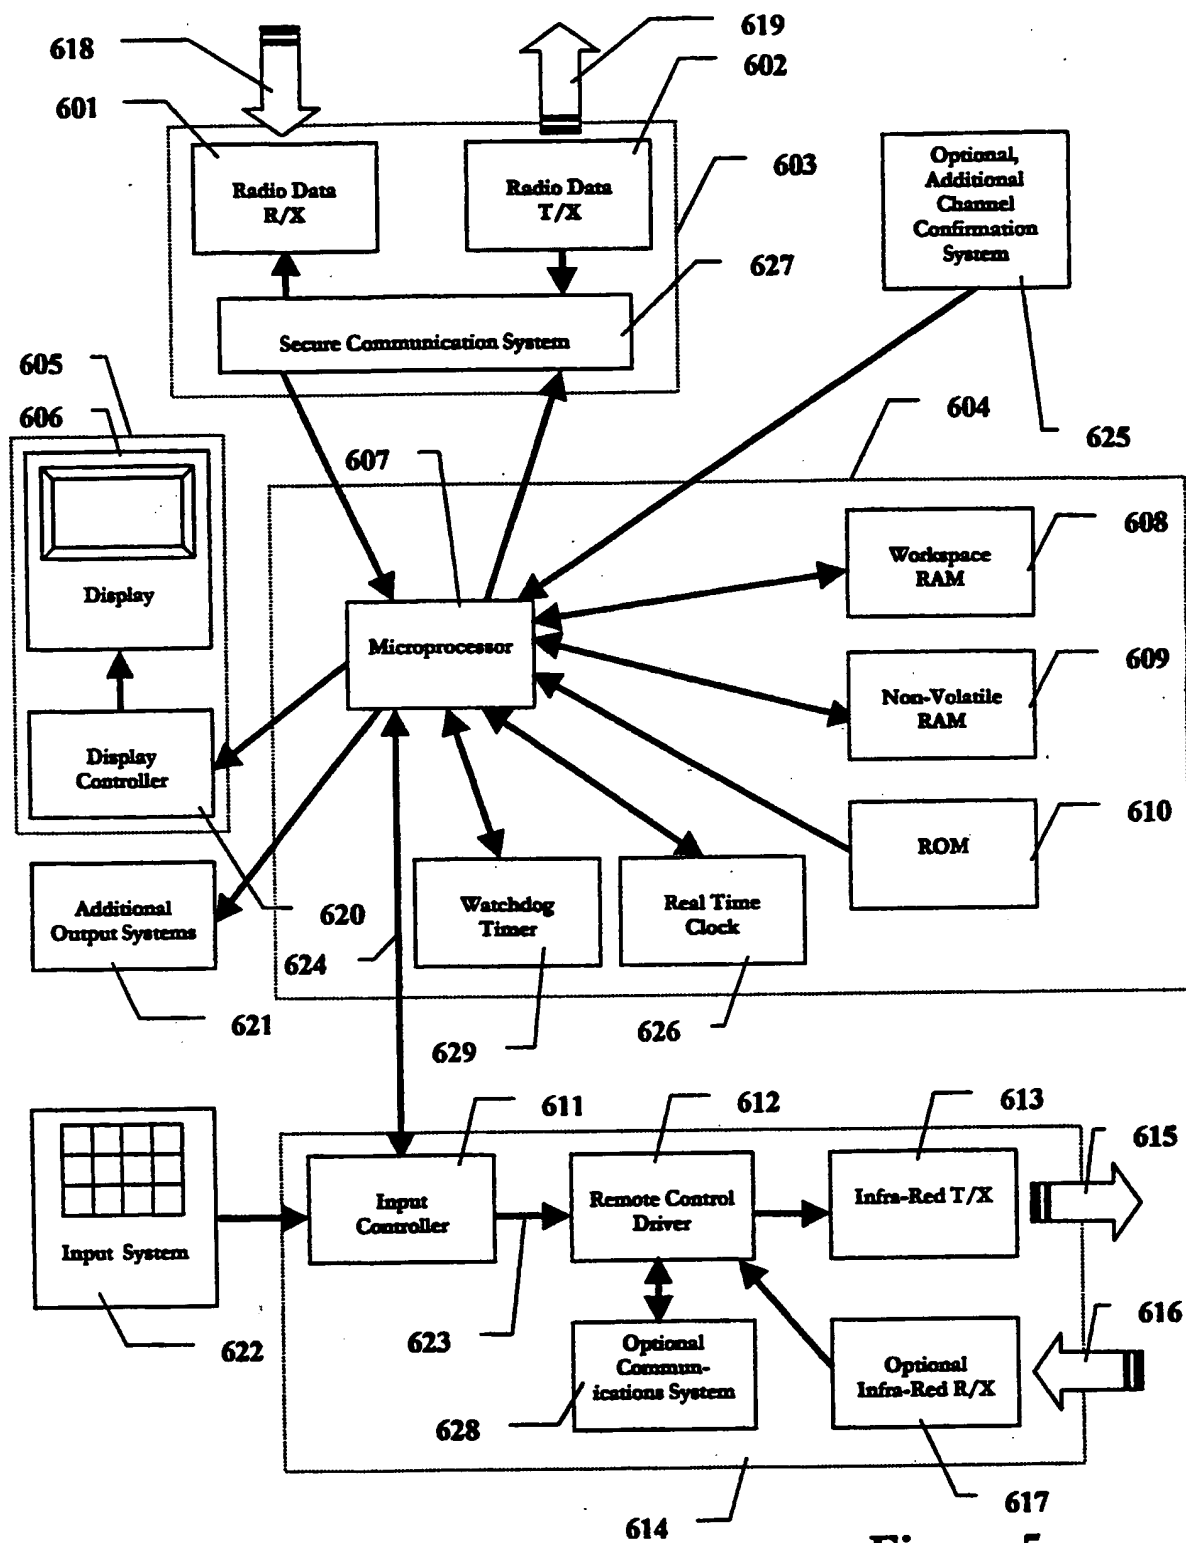 618
619
602
601
Radio Data
R/X
Radio Data
T/X
603
Optional,
Additional
Channel
Confirmation
System
627
Secure Communication System
605
606
604
625
607
Display
Microprocessor
Workspace
RAM
608
Non-Volatile
RAM
609
Display
Controller
ROM
610
Additional
Output Systems
620
624
Watchdog
Timer
Real Time
Clock
621
629
626
611
612
613
615
Input System
Input
Controller
Remote Control
Driver
Infra-Red T/X
622
623
616
Optional
Commun-
ications System
Optional
Infra-Red R/X
628
617
614